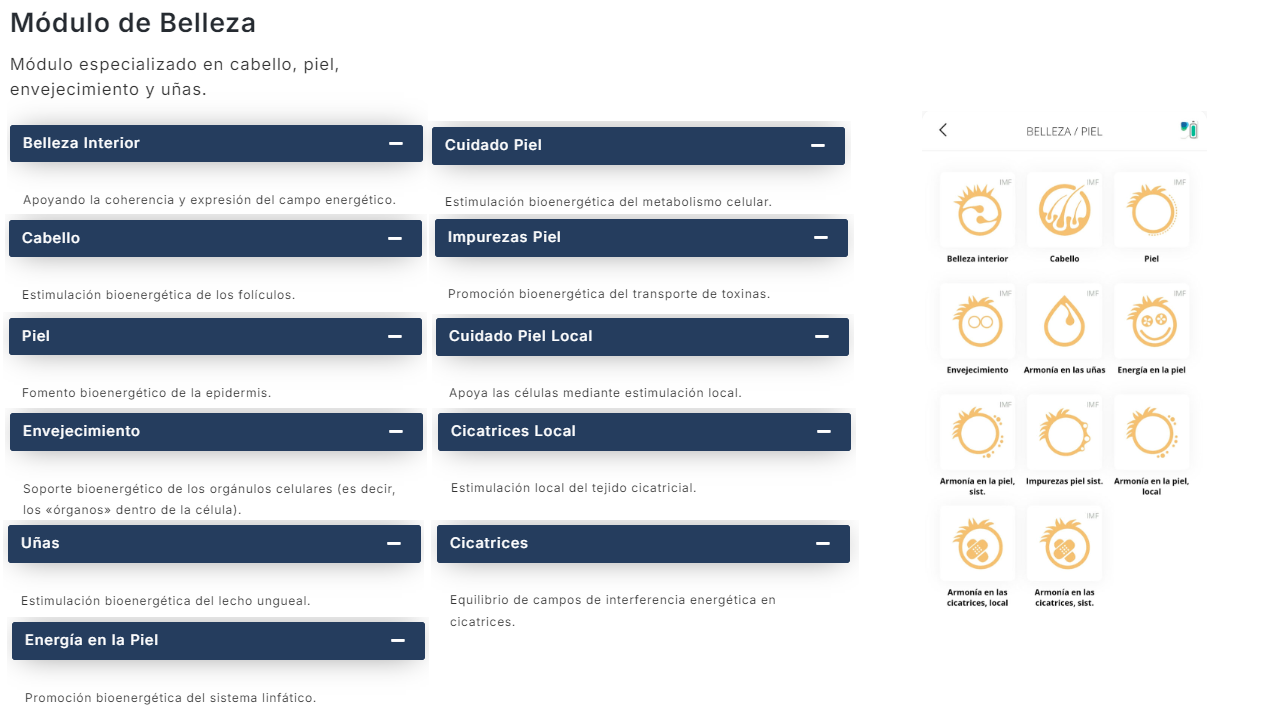 Módulo de Belleza
Módulo especializado en cabello, piel,
envejecimiento y uñas.
Belleza Interior
Apoyando la coherencia y expresión del campo energético.
Cabello
Estimulación bioenergética de los folículos.
Piel
Fomento bioenergético de la epidermis.
Envejecimiento
Soporte bioenergético de los orgánulos celulares (es decir,
los «órganos» dentro de la célula).
Uñas
Estimulación bioenergética del lecho ungueal.
Energía en la Piel
Promoción bioenergética del sistema linfático.
Cuidado Piel
Estimulación bioenergética del metabolismo celular.
Impurezas Piel
Promoción bioenergética del transporte de toxinas.
Cuidado Piel Local
Apoya las células mediante estimulación local.
Cicatrices Local
Estimulación local del tejido cicatricial.
Cicatrices
Equilibrio de campos de interferencia energética en
cicatrices.
BELLEZA / PIEL
IMF
IMF
IMF
Belleza interior
Cabello
Piel
IMF
IMF
IMF
Envejecimiento
Armonía en las uñas
Energía en la piel
IMF
IMF
Armonía en la piel,
sist.
Impurezas piel sist.
Armonía en la piel,
local
IMF
Armonía en las
cicatrices, local
Armonía en las
cicatrices, sist.